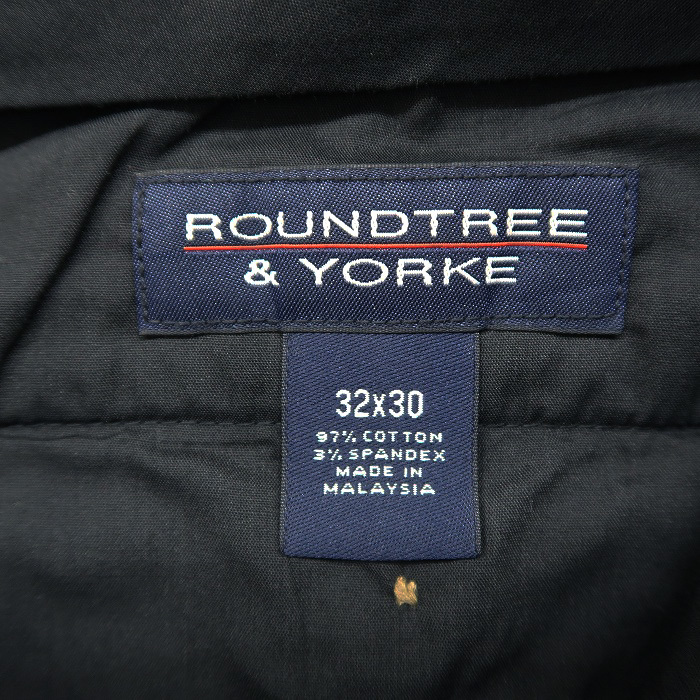 ROUNDTREE
& YORKE
32x30
97% COTTON
3% SPANDEX
MADE IN
MALAYSIA